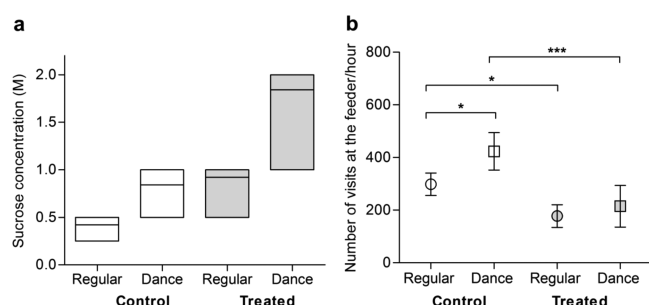 a
Sucrose concentration (M)
2.0
1.5
1.0
0.5
0.0
Regular Dance Regular Dance
Control Treated
b
Number of visits at the feeder/hour
800
600
400
200
0
***
*
*
Regular Dance Regular Dance
Control Treated